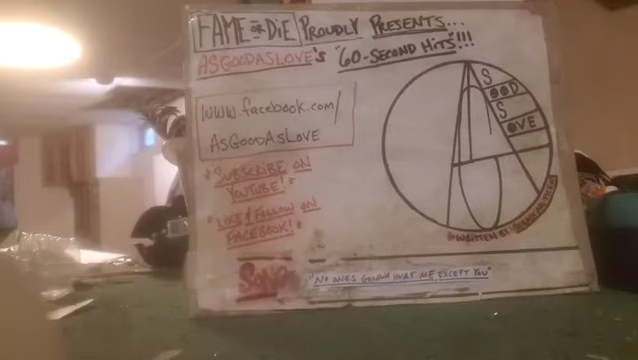 FAME OR DIE PROUDLY PRESENTS...
ASGOODASLOVE's "60-SECOND HITS"!!!
www.facebook.com/
ASGOODASLOVE
S
OOD
S
OVE
*SUBSCRIBE ON
YOUTUBE!*
*LIKE & FOLLOW ON
FACEBOOK!*
WRITTEN BY
SONG
"NO ONES GONNA HURT ME, EXCEPT YOU"